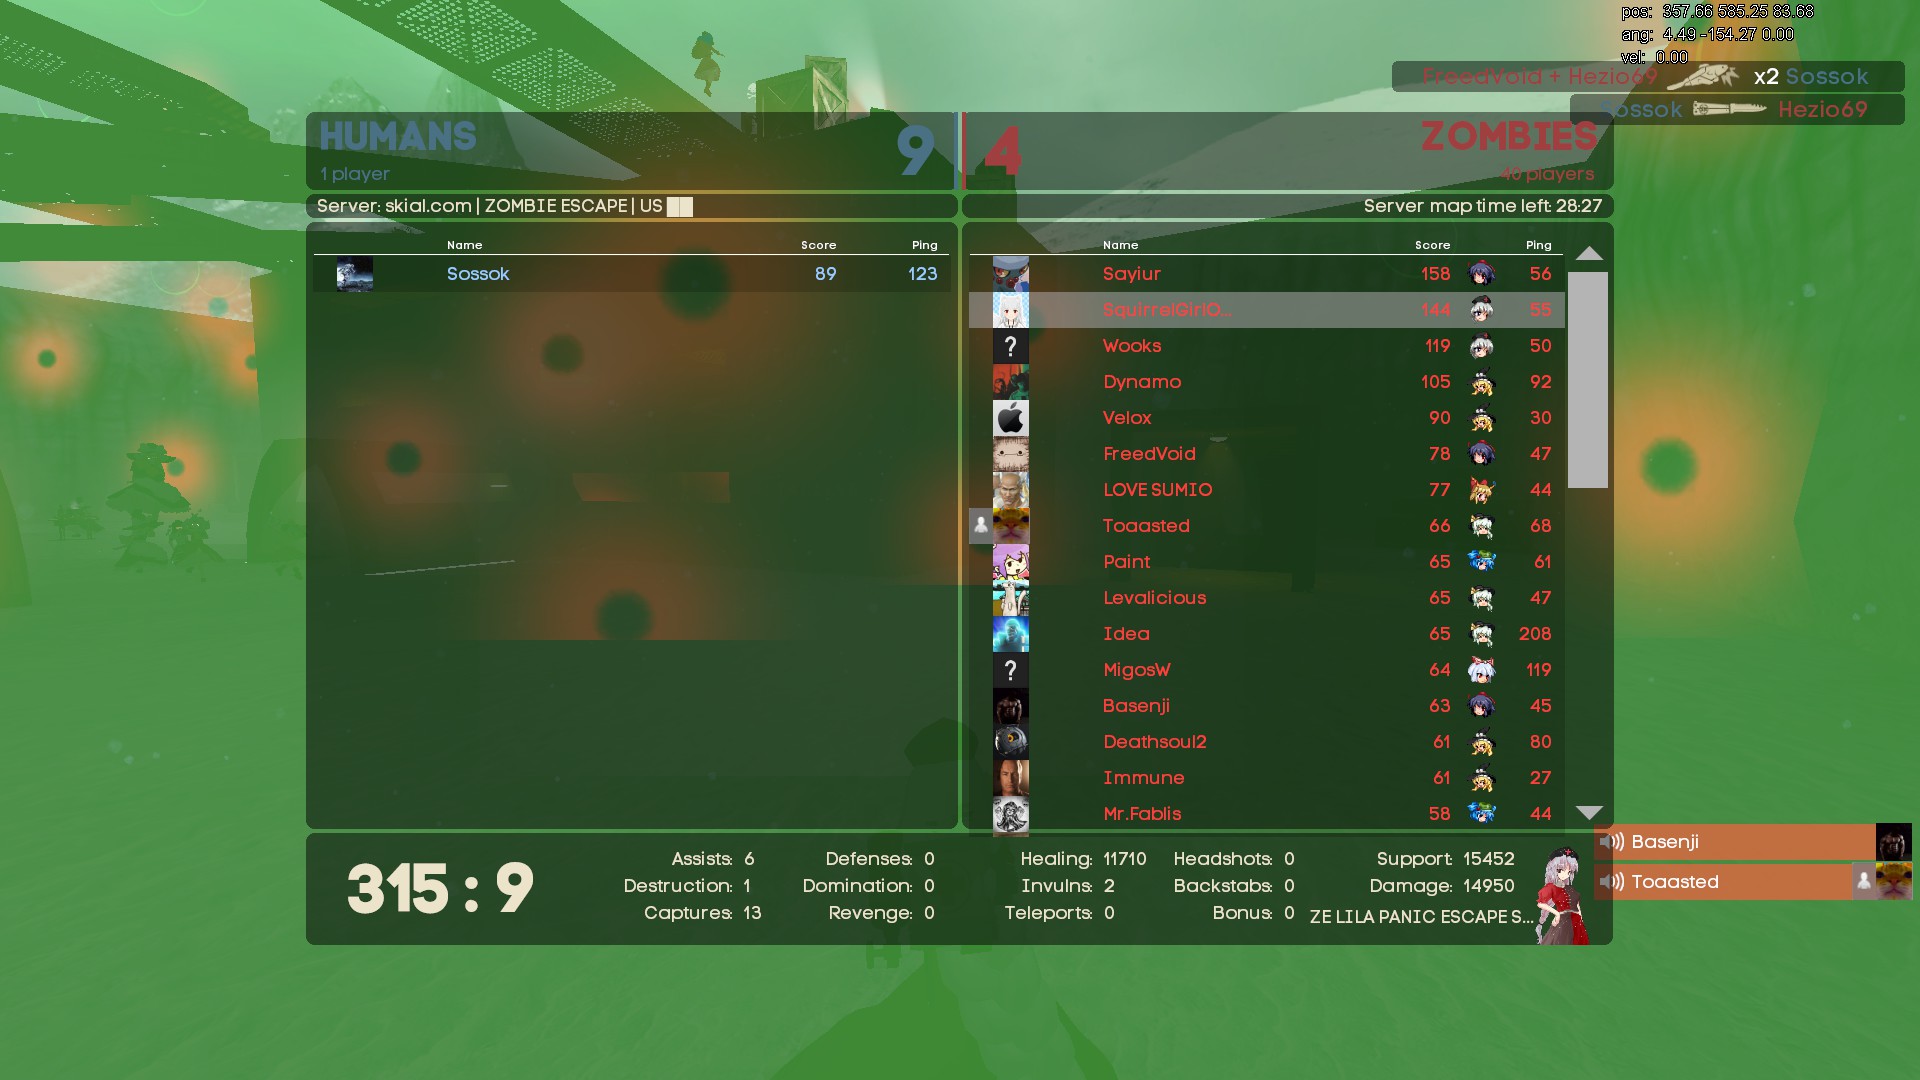 pos: 357.66 585.25 83.68
ang: 4.49 -154.27 0.00
vel: 0.00
FreedVoid + Hezio69 x2 Sossok
Sossok Hezio69
HUMANS 9
1 player
4 ZOMBIES
40 players
Server: skial.com | ZOMBIE ESCAPE | US
Server map time left: 28:27
Name Score Ping
Sossok 89 123
Name Score Ping
Sayiur 158 56
SquirrelGirlO... 144 55
Wooks 119 50
Dynamo 105 92
Velox 90 30
FreedVoid 78 47
LOVE SUMIO 77 44
Toaasted 66 68
Paint 65 61
Levalicious 65 47
Idea 65 208
MigosW 64 119
Basenji 63 45
Deathsoul2 61 80
Immune 61 27
Mr.Fablis 58 44
315 : 9
Assists: 6 Defenses: 0 Healing: 11710 Headshots: 0 Support: 15452
Destruction: 1 Domination: 0 Invulns: 2 Backstabs: 0 Damage: 14950
Captures: 13 Revenge: 0 Teleports: 0 Bonus: 0 ZE LILA PANIC ESCAPE S...
Basenji
Toaasted